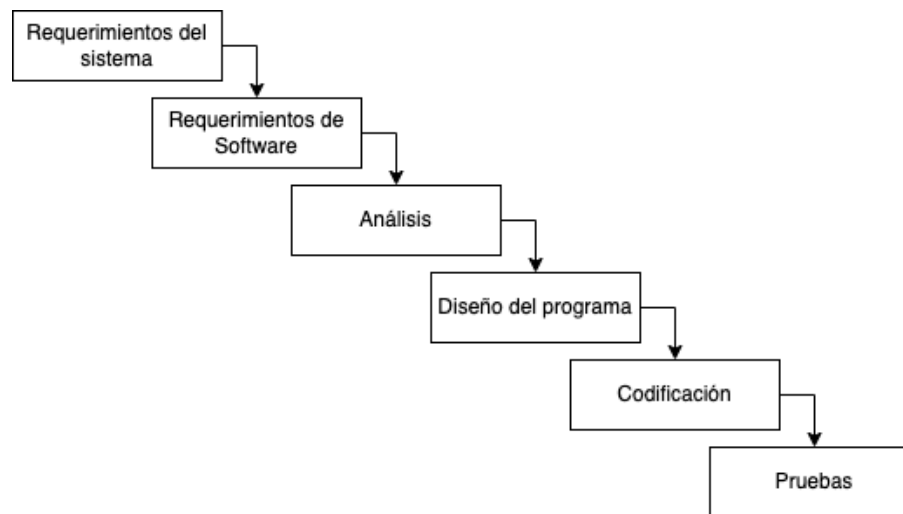 Requerimientos del
sistema
Requerimientos de
Software
Análisis
Diseño del programa
Codificación
Pruebas